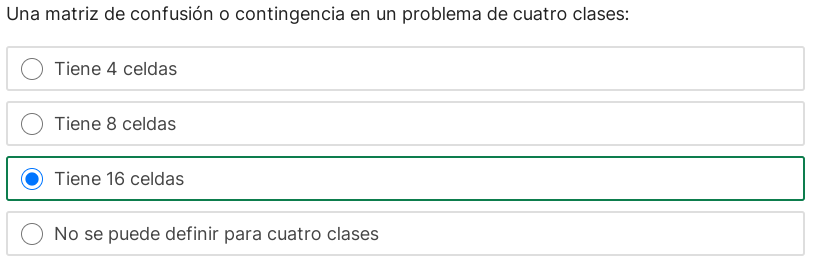 Una matriz de confusión o contingencia en un problema de cuatro clases:
Tiene 4 celdas
Tiene 8 celdas
Tiene 16 celdas
No se puede definir para cuatro clases